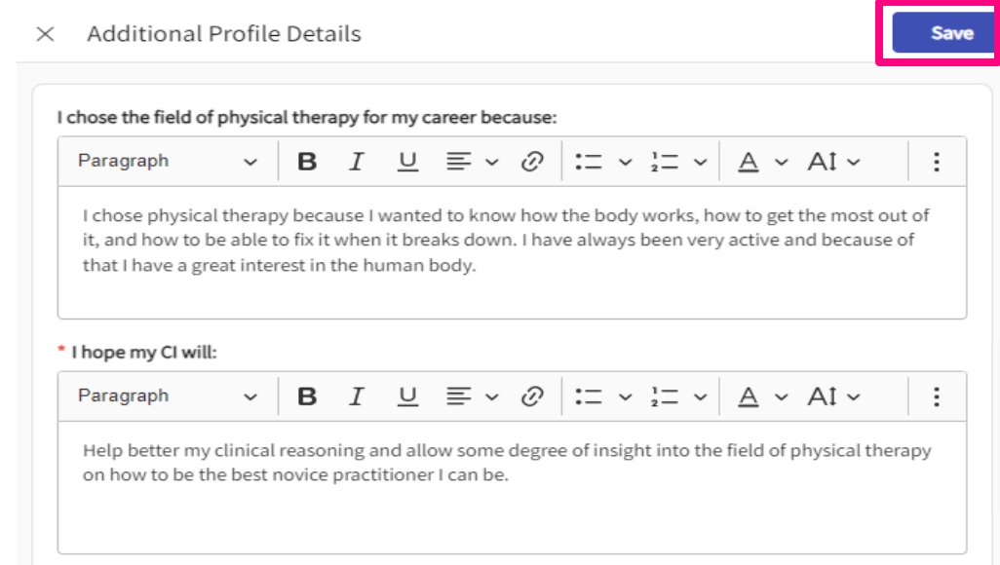 Additional Profile Details
Save
I chose the field of physical therapy for my career because:
Paragraph B I U A AI
I chose physical therapy because I wanted to know how the body works, how to get the most out of
it, and how to be able to fix it when it breaks down. I have always been very active and because of
that I have a great interest in the human body.
* I hope my CI will:
Paragraph B I U A AI
Help better my clinical reasoning and allow some degree of insight into the field of physical therapy
on how to be the best novice practitioner I can be.